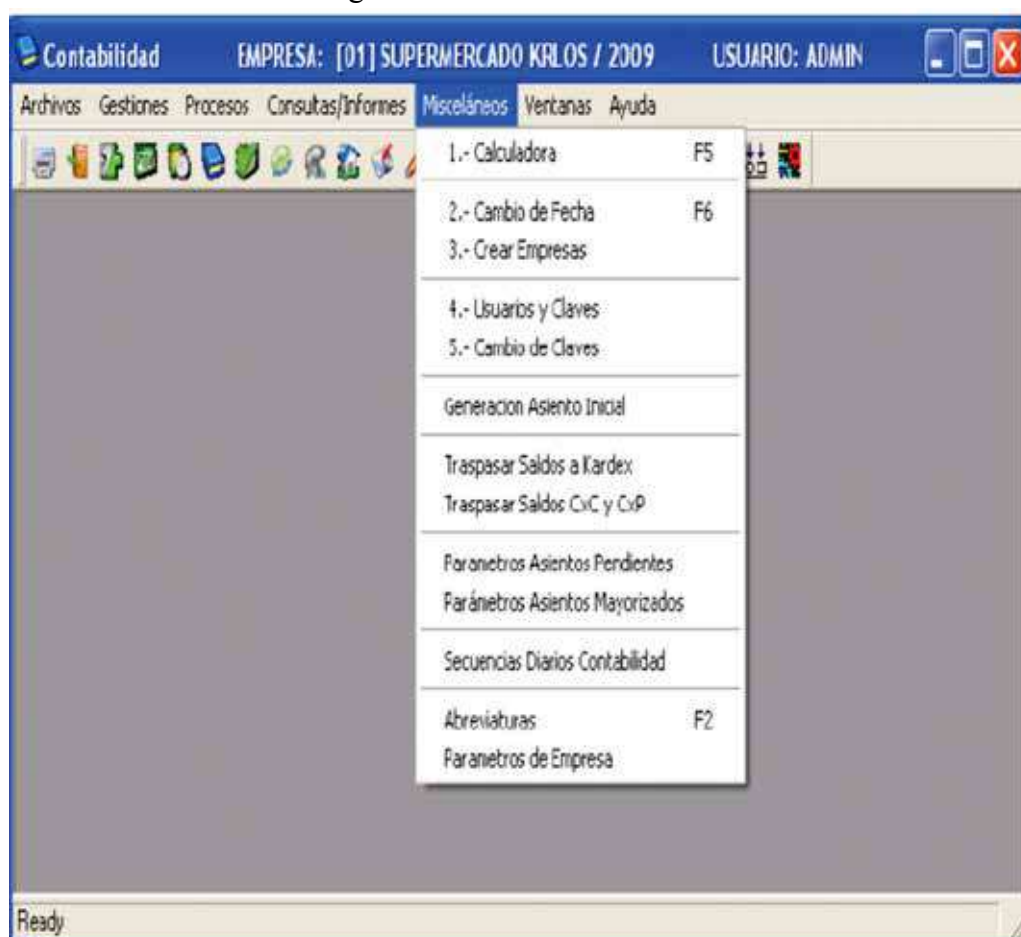 Contabilidad EMPRESA: [01] SUPERMERCADO KRLOS / 2009 USUARIO: ADMIN
Archivos Gestiones Procesos Consultas/Informes Misceláneos Ventanas Ayuda
1.- Calculadora F5
2.- Cambio de Fecha F6
3.- Crear Empresas
4.- Usuarios y Claves
5.- Cambio de Claves
Generacion Asiento Inicial
Traspasar Saldos a Kardex
Traspasar Saldos CxC y CxP
Parametros Asientos Pendientes
Parámetros Asientos Mayorizados
Secuencias Diarios Contabilidad
Abreviaturas F2
Parametros de Empresa
Ready